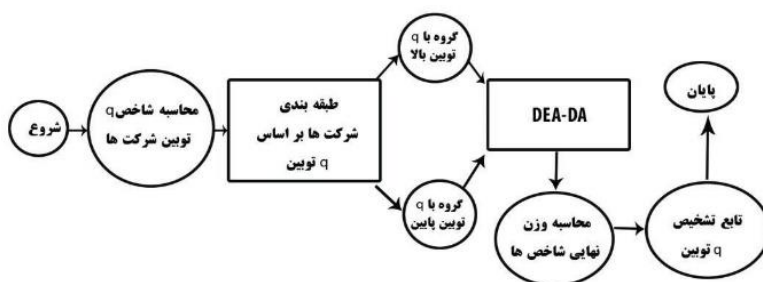 شروع
محاسبه شاخص q
توبین شرکت ها
طبقه بندی
شرکت ها بر اساس
q توبین
گروه با q
توبین بالا
گروه با q
توبین پایین
DEA-DA
محاسبه وزن
نهایی شاخص ها
تابع تشخیص
q توبین
پایان